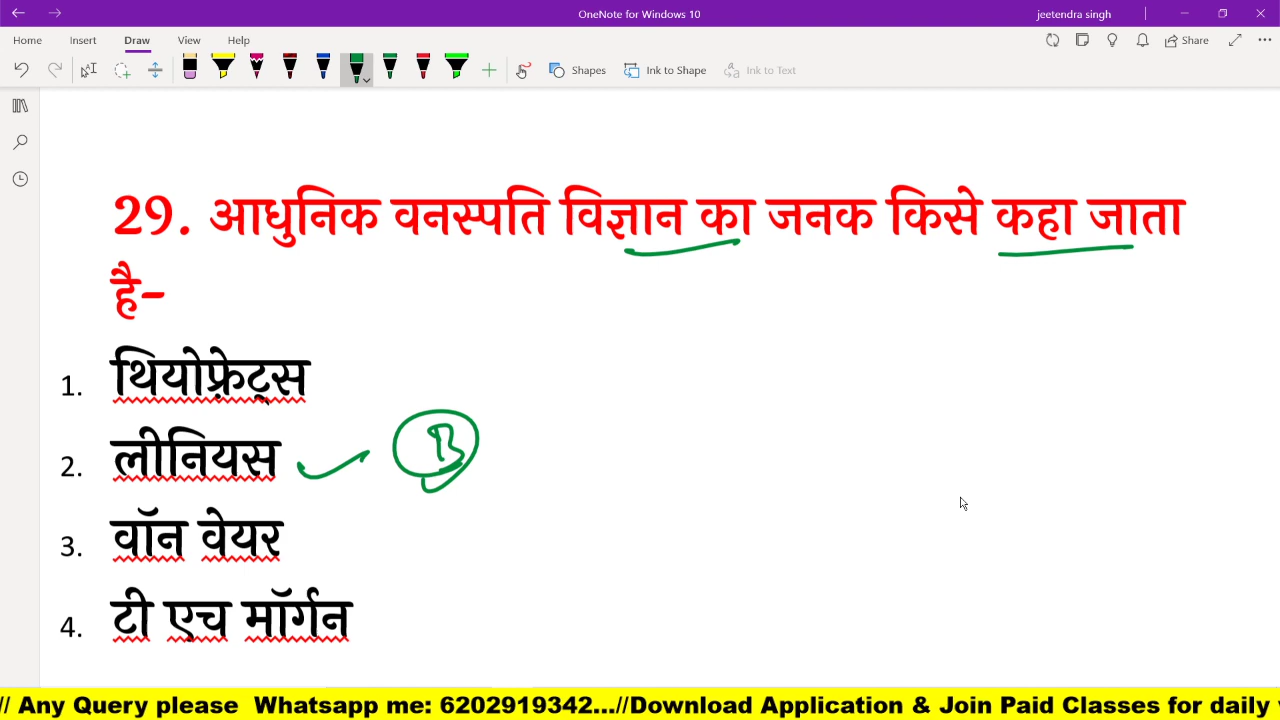 OneNote for Windows 10
jeetendra singh
Home Insert Draw View Help
Share
Shapes Ink to Shape Ink to Text
29. आधुनिक वनस्पति विज्ञान का जनक किसे कहा जाता
है-
1. थियोफ़्रेट्स
2. लीनियस B
3. वॉन वेयर
4. टी एच मॉर्गन
// Any Query please Whatsapp me: 6202919342...//Download Application & Join Paid Classes for daily